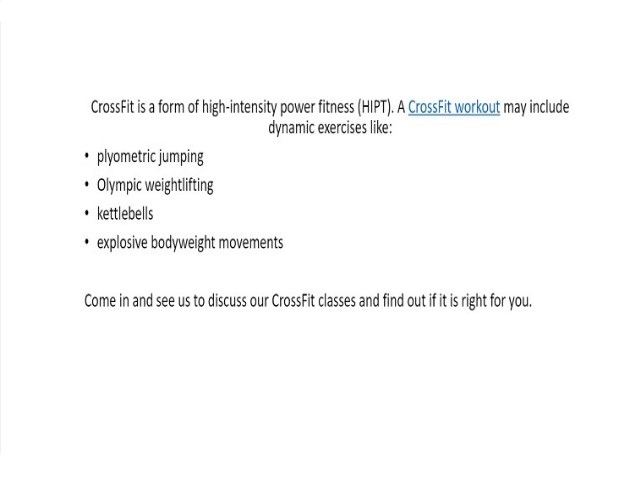 CrossFit is a form of high-intensity power fitness (HIPT). A CrossFit workout may include
dynamic exercises like:
• plyometric jumping
• Olympic weightlifting
• kettlebells
• explosive bodyweight movements
Come in and see us to discuss our CrossFit classes and find out if it is right for you.